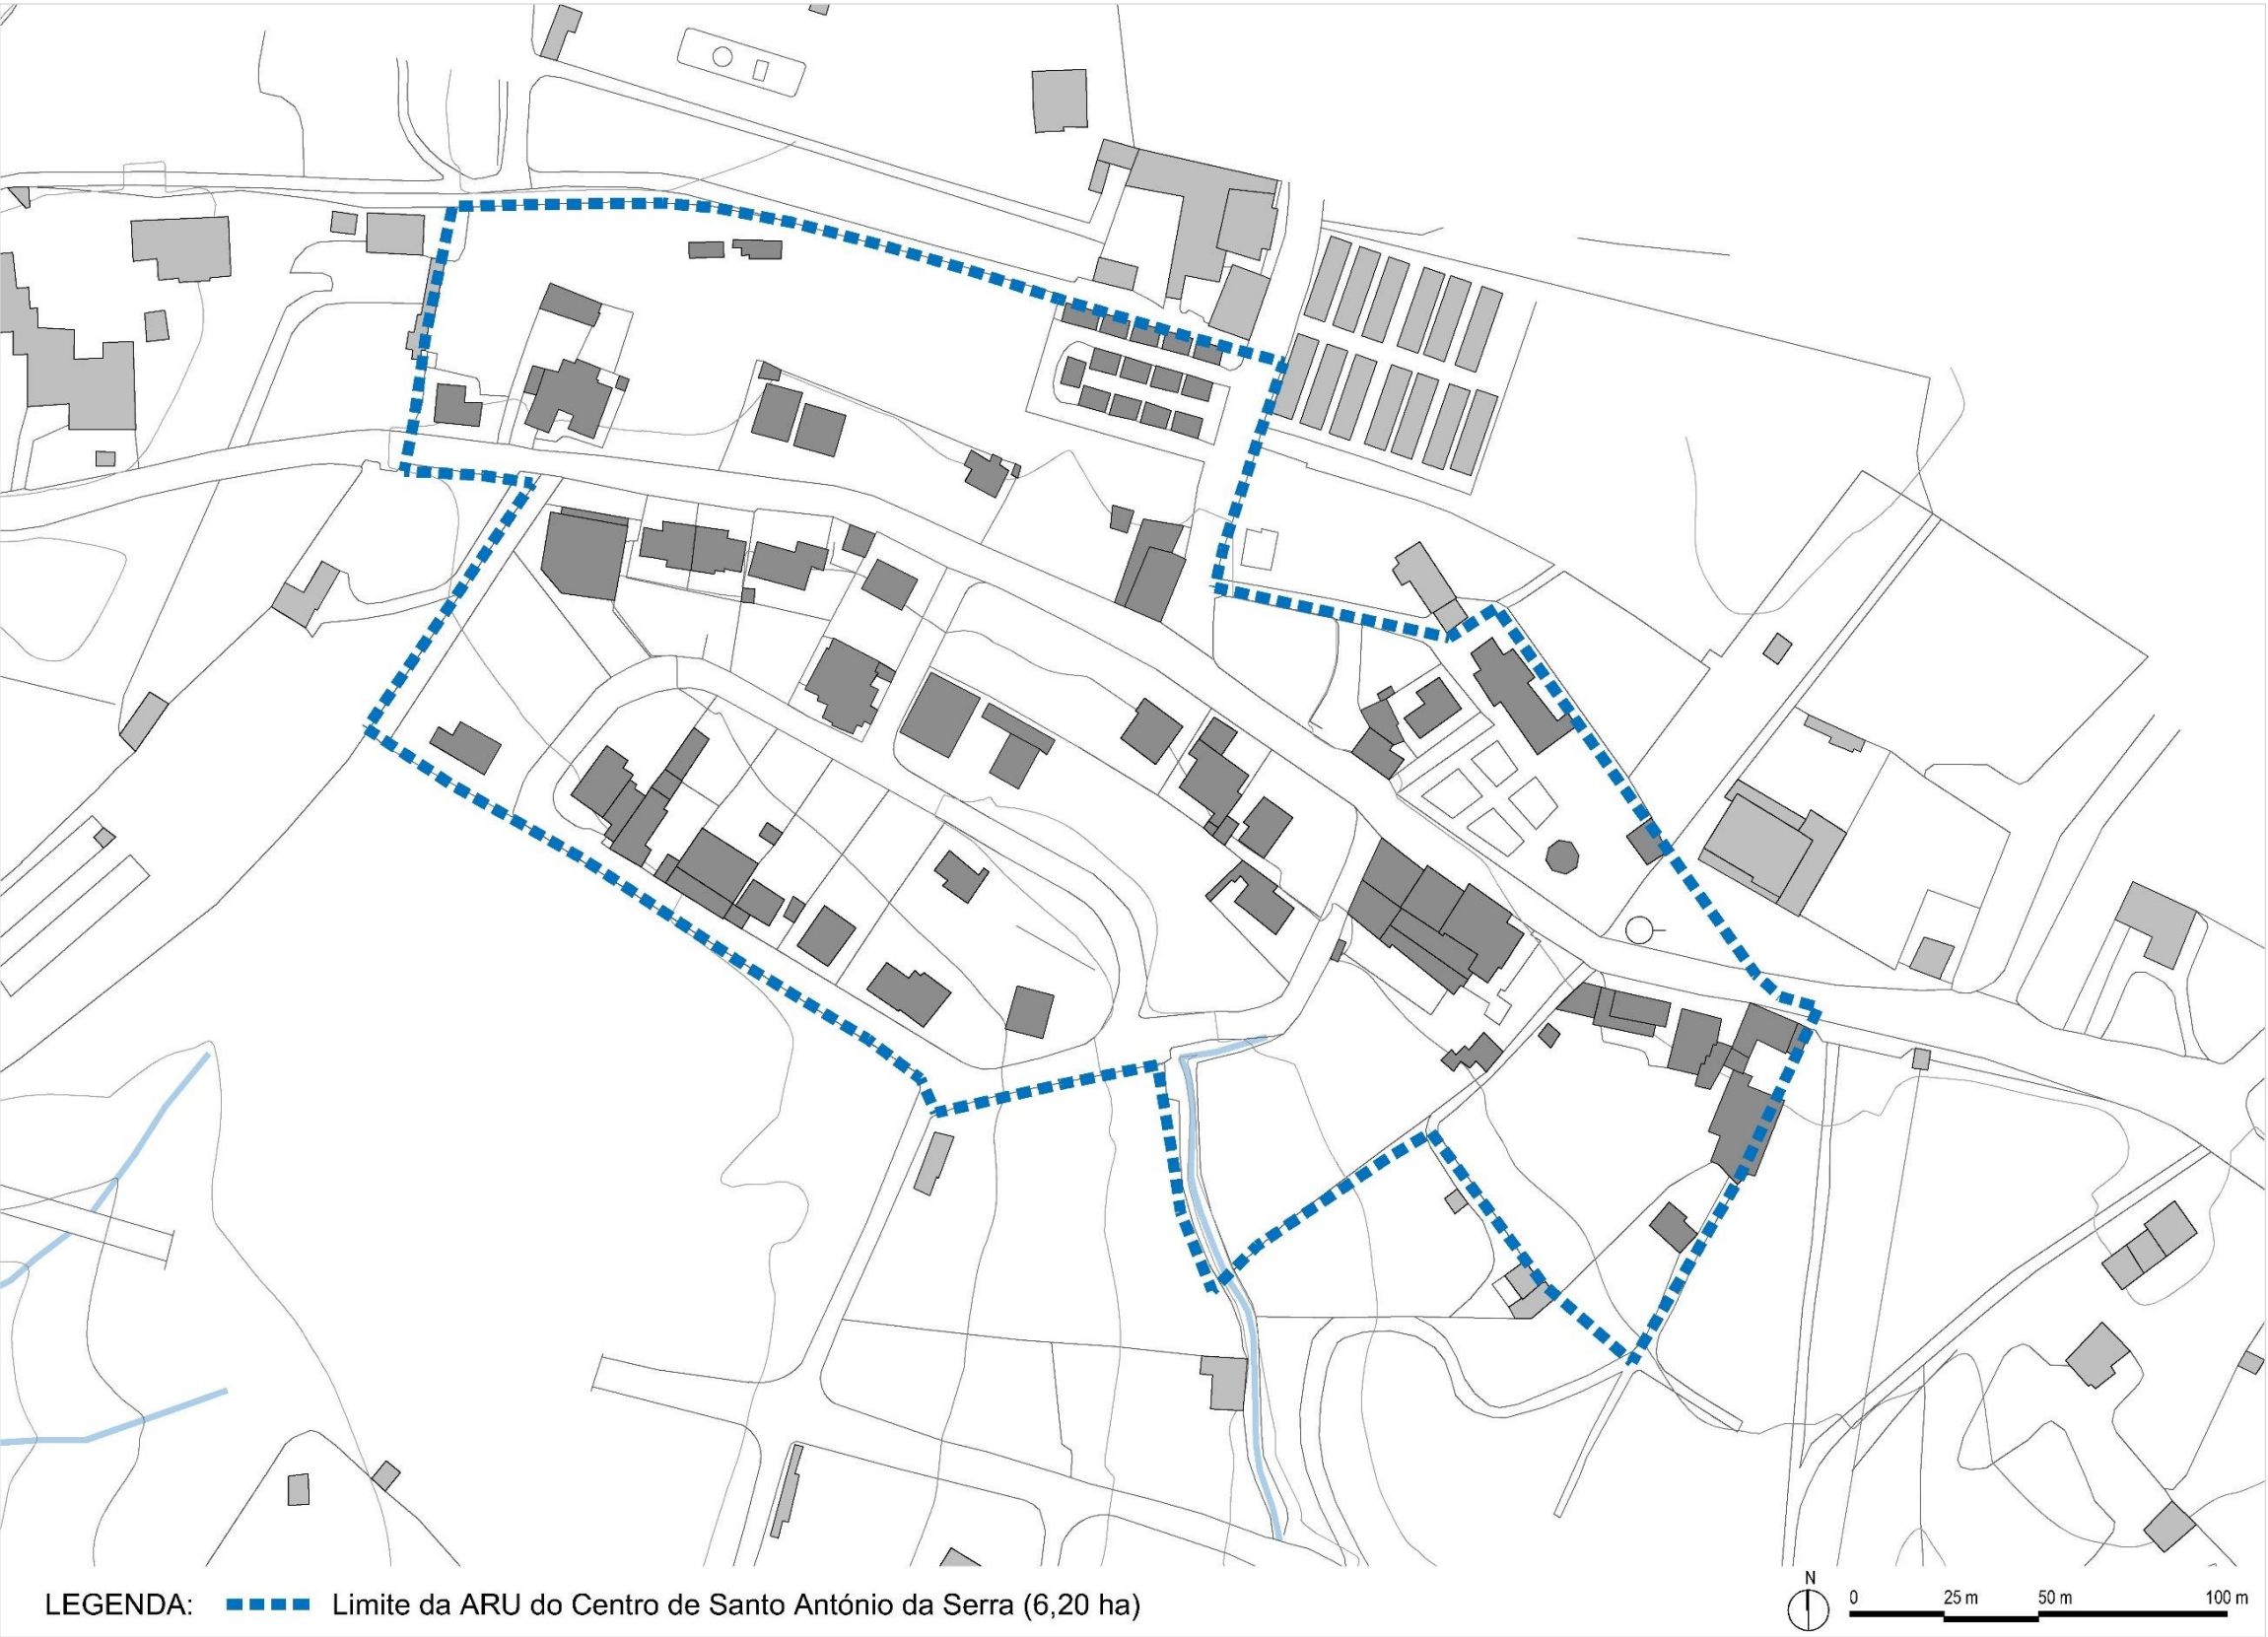 LEGENDA: Limite da ARU do Centro de Santo António da Serra (6,20 ha)
N
0 25 m 50 m 100 m